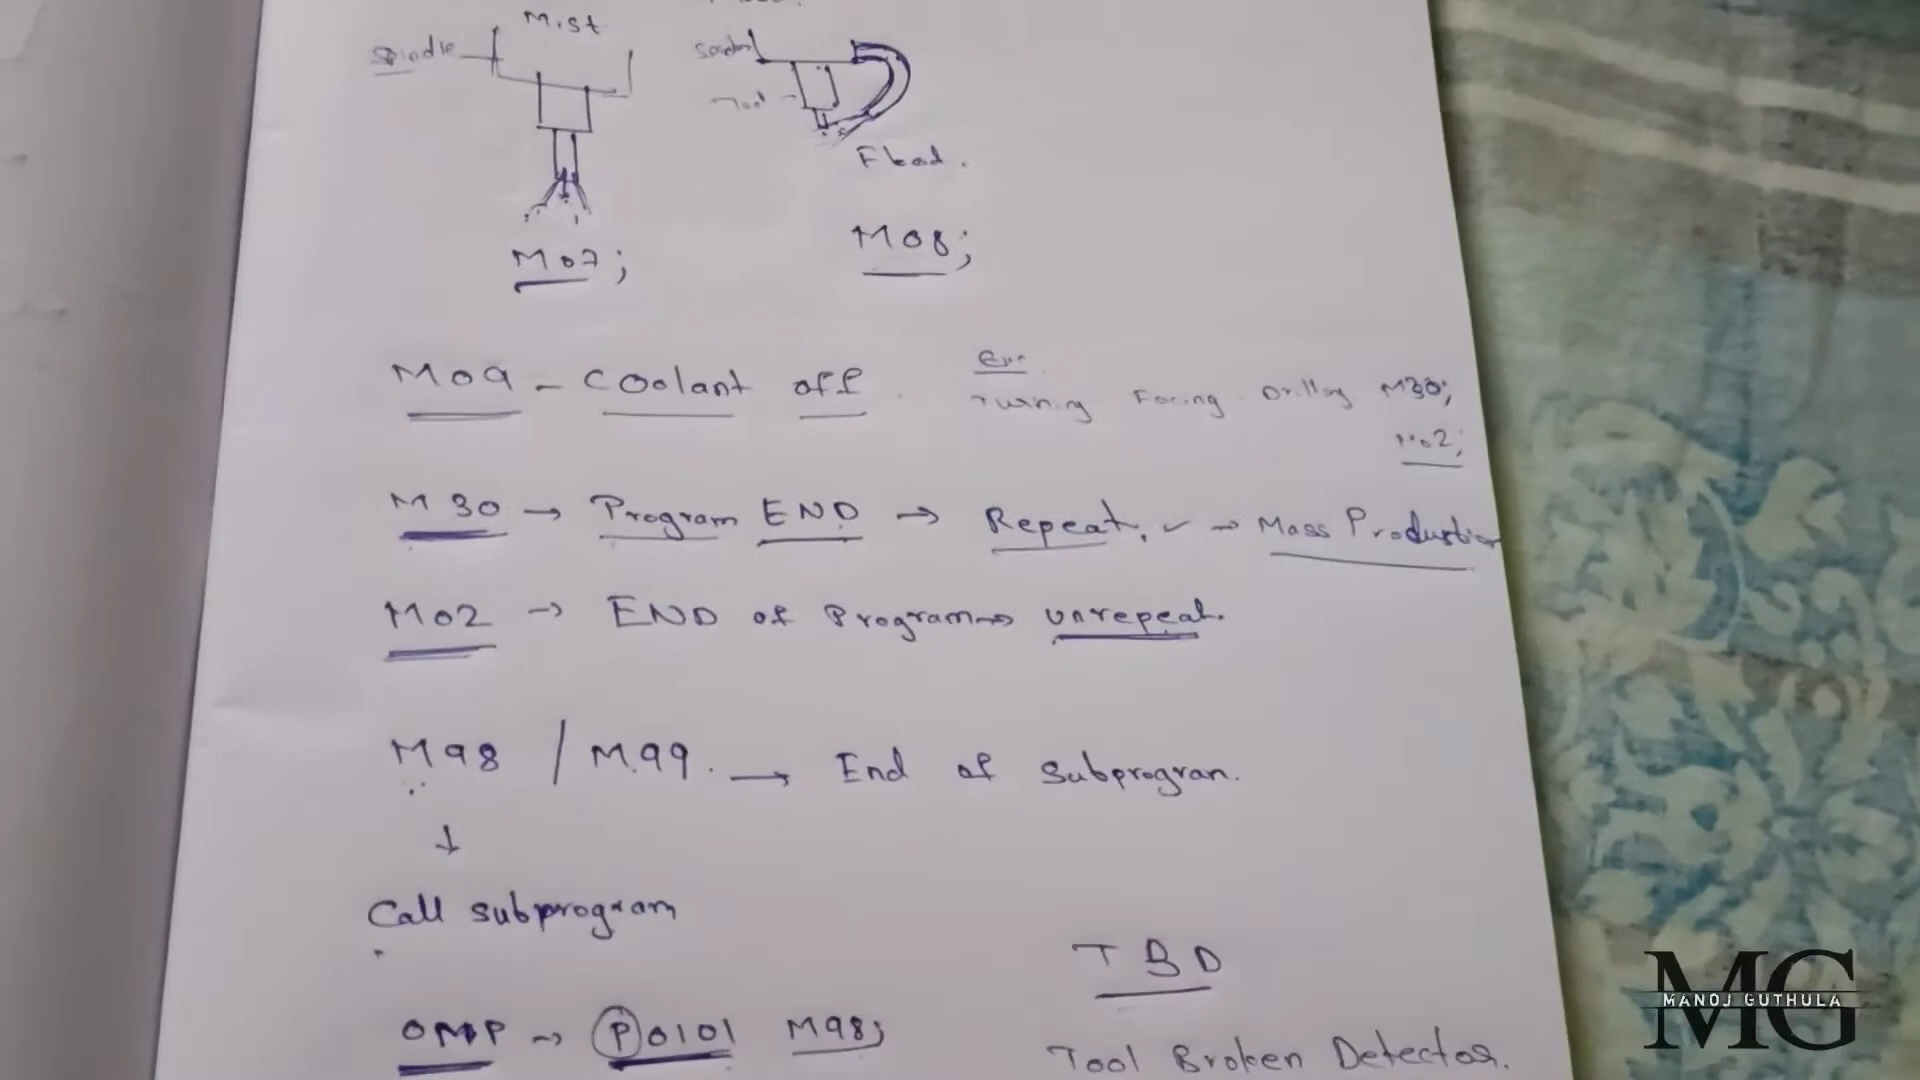 Mist
Spindle
Tool
Flood.
M07;
M08;
M09 - Coolant off.
Turning Facing Drilling M30;
M02;
M30 → Program END → Repeat. ✓ → Mass Production
M02 → END of Program → unrepeat.
M98 / M99. → End of Subprogram.
↓
Call subprogram
TBD
OMP → P0101 M98;
Tool Broken Detector.
MG
MANOJ GUTHULA